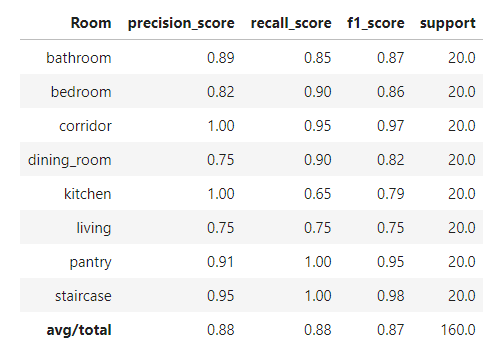 Room precision_score recall_score f1_score support
bathroom 0.89 0.85 0.87 20.0
bedroom 0.82 0.90 0.86 20.0
corridor 1.00 0.95 0.97 20.0
dining_room 0.75 0.90 0.82 20.0
kitchen 1.00 0.65 0.79 20.0
living 0.75 0.75 0.75 20.0
pantry 0.91 1.00 0.95 20.0
staircase 0.95 1.00 0.98 20.0
avg/total 0.88 0.88 0.87 160.0